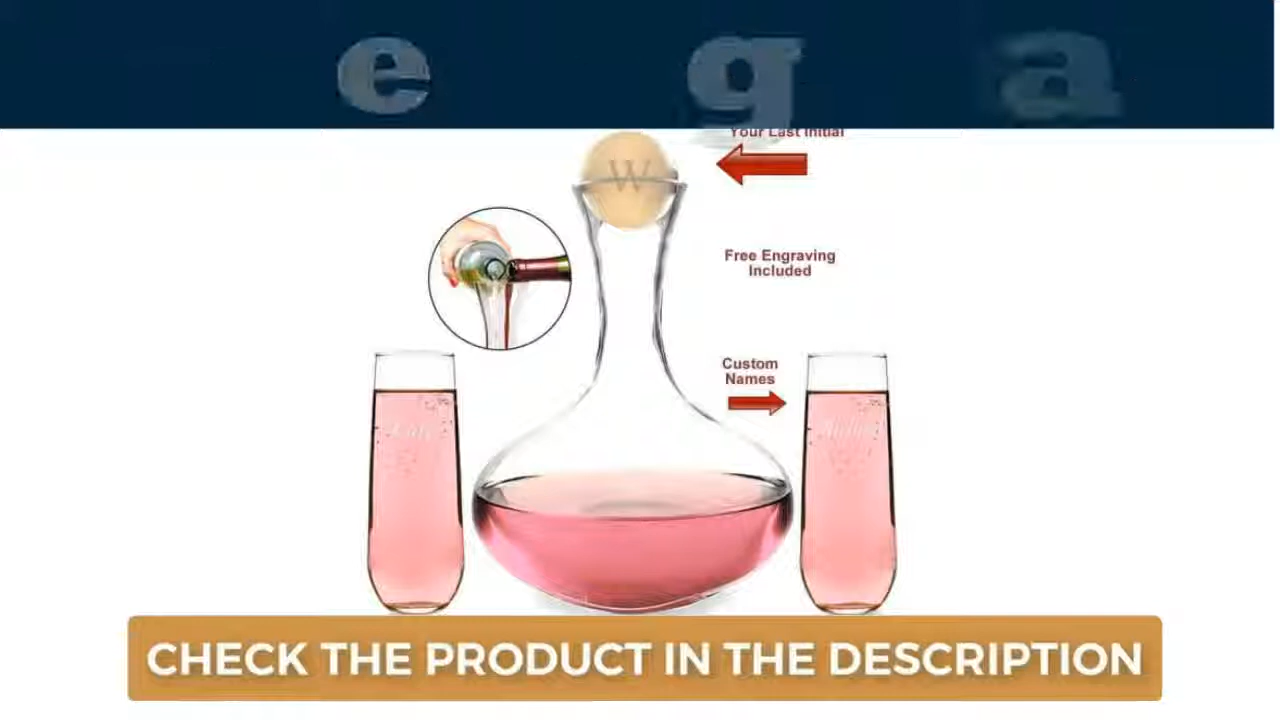 e g a
Your Last Initial
W
Free Engraving
Included
Custom
Names
CHECK THE PRODUCT IN THE DESCRIPTION